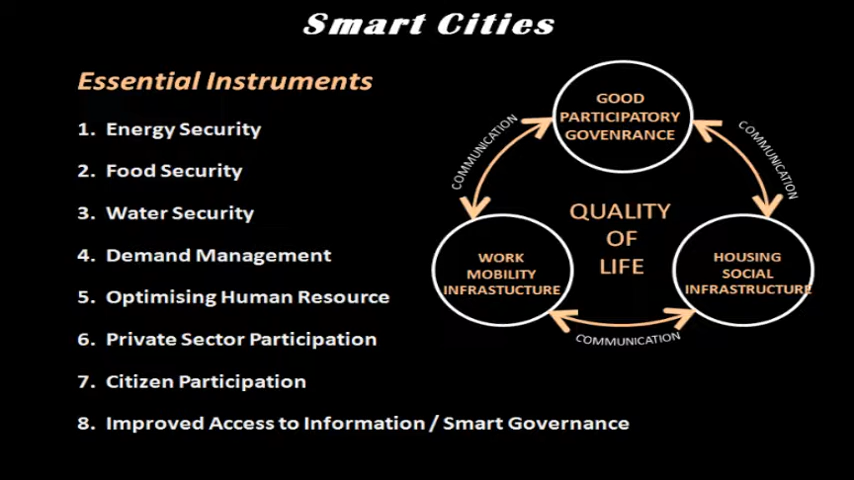 Smart Cities
Essential Instruments
1. Energy Security
2. Food Security
3. Water Security
4. Demand Management
5. Optimising Human Resource
6. Private Sector Participation
7. Citizen Participation
8. Improved Access to Information / Smart Governance
GOOD
PARTICIPATORY
GOVENRANCE
COMMUNICATION
COMMUNICATION
QUALITY
OF
LIFE
WORK
MOBILITY
INFRASTUCTURE
HOUSING
SOCIAL
INFRASTRUCTURE
COMMUNICATION